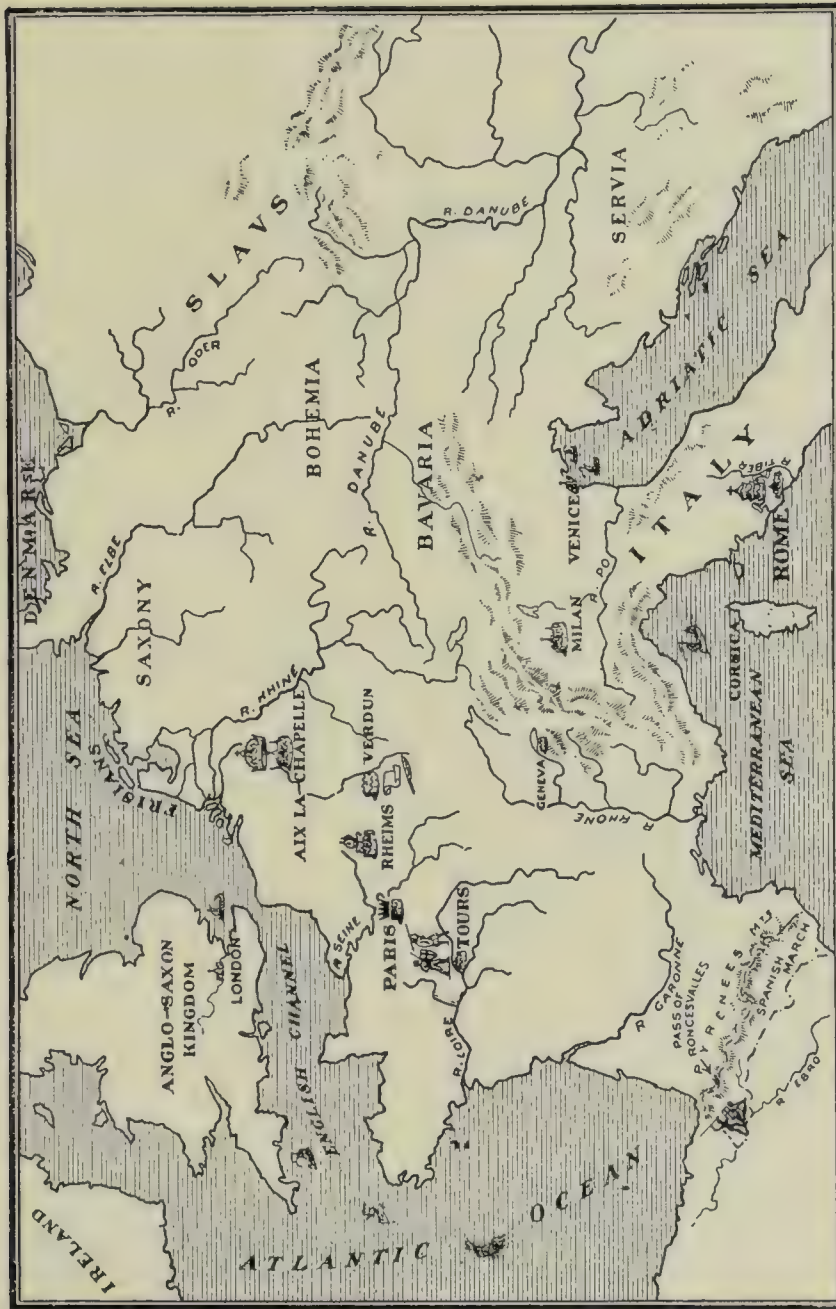 IRELAND
NORTH SEA
DENMARK
ANGLO-SAXON
KINGDOM
LONDON
FRISIANS
R. ELBE
SAXONY
SLAVS
R. ODER
ENGLISH CHANNEL
R. RHINE
AIX LA-CHAPELLE
BOHEMIA
ATLANTIC OCEAN
R SEINE
PARIS
RHEIMS
VERDUN
R. DANUBE
R. DANUBE
R. LOIRE
TOURS
BAVARIA
GENEVA
R RHONE
MILAN
VENICE
R. PO
SERVIA
R GARONNE
PASS OF
RONCESVALLES
PYRENEES MTS
SPANISH
MARCH
R. EBRO
ITALY
ADRIATIC SEA
CORSICA
MEDITERRANEAN
SEA
R TIBER
ROME